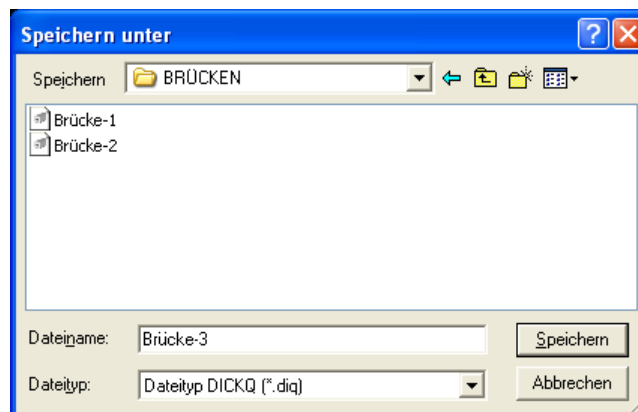 Speichern unter
Speichern BRÜCKEN
Brücke-1
Brücke-2
Dateiname: Brücke-3 Speichern
Dateityp: Dateityp DICKQ (*.diq) Abbrechen